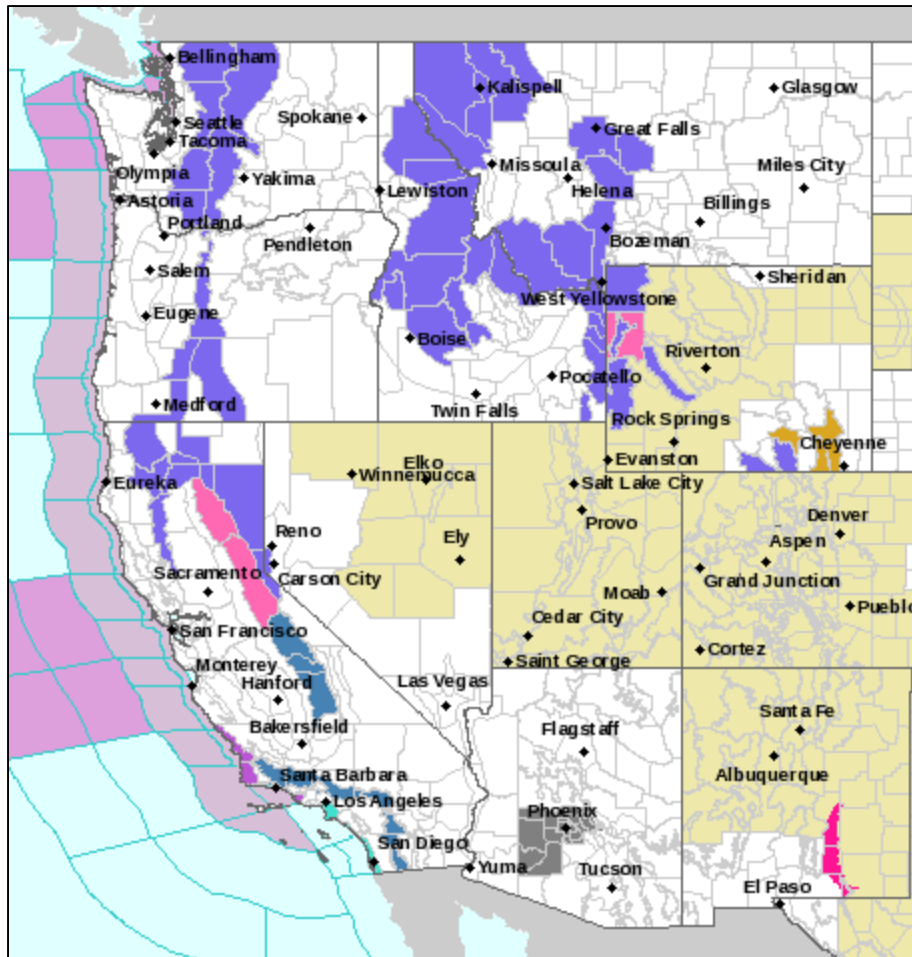 Bellingham
Kalispell
Glasgow
Seattle
Spokane
Great Falls
Tacoma
Olympia
Missoula
Miles City
Yakima
Lewiston
Helena
Astoria
Billings
Portland
Pendleton
Bozeman
Salem
Sheridan
West Yellowstone
Eugene
Boise
Riverton
Pocatello
Medford
Twin Falls
Rock Springs
Cheyenne
Elko
Evanston
Winnemucca
Eureka
Salt Lake City
Provo
Denver
Reno
Ely
Aspen
Sacramento
Carson City
Moab
Grand Junction
Pueblo
Cedar City
San Francisco
Cortez
Saint George
Monterey
Hanford
Las Vegas
Santa Fe
Bakersfield
Flagstaff
Albuquerque
Santa Barbara
Los Angeles
Phoenix
San Diego
Yuma
Tucson
El Paso